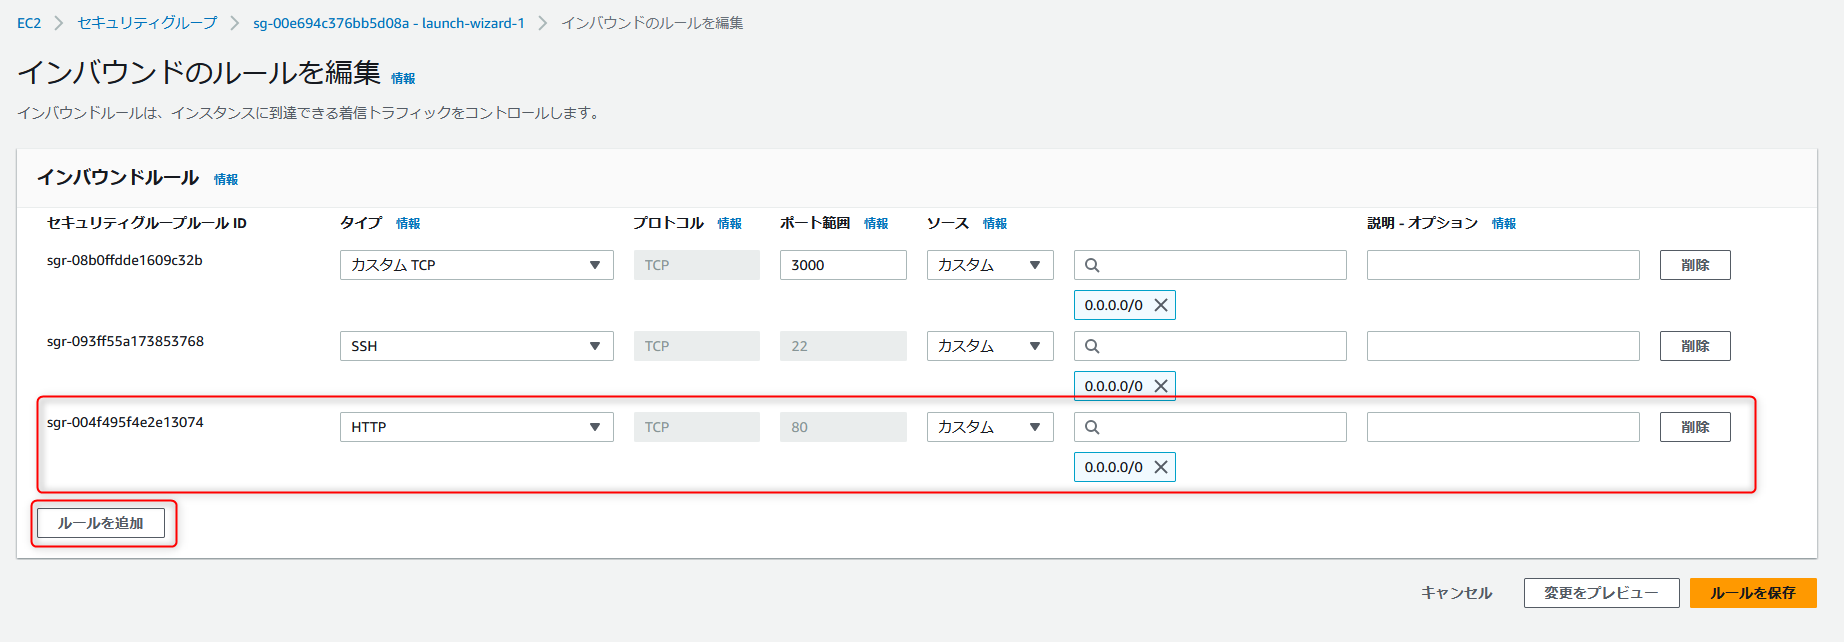 EC2 > セキュリティグループ > sg-00e694c376bb5d08a - launch-wizard-1 > インバウンドのルールを編集
インバウンドのルールを編集 情報
インバウンドルールは、インスタンスに到達できる着信トラフィックをコントロールします。
インバウンドルール 情報
セキュリティグループルール ID タイプ 情報 プロトコル 情報 ポート範囲 情報 ソース 情報 説明 - オプション 情報
sgr-08b0ffdde1609c32b カスタム TCP TCP 3000 カスタム 削除
0.0.0.0/0
sgr-093ff55a173853768 SSH TCP 22 カスタム 削除
0.0.0.0/0
sgr-004f495f4e2e13074 HTTP TCP 80 カスタム 削除
0.0.0.0/0
ルールを追加
キャンセル 変更をプレビュー ルールを保存